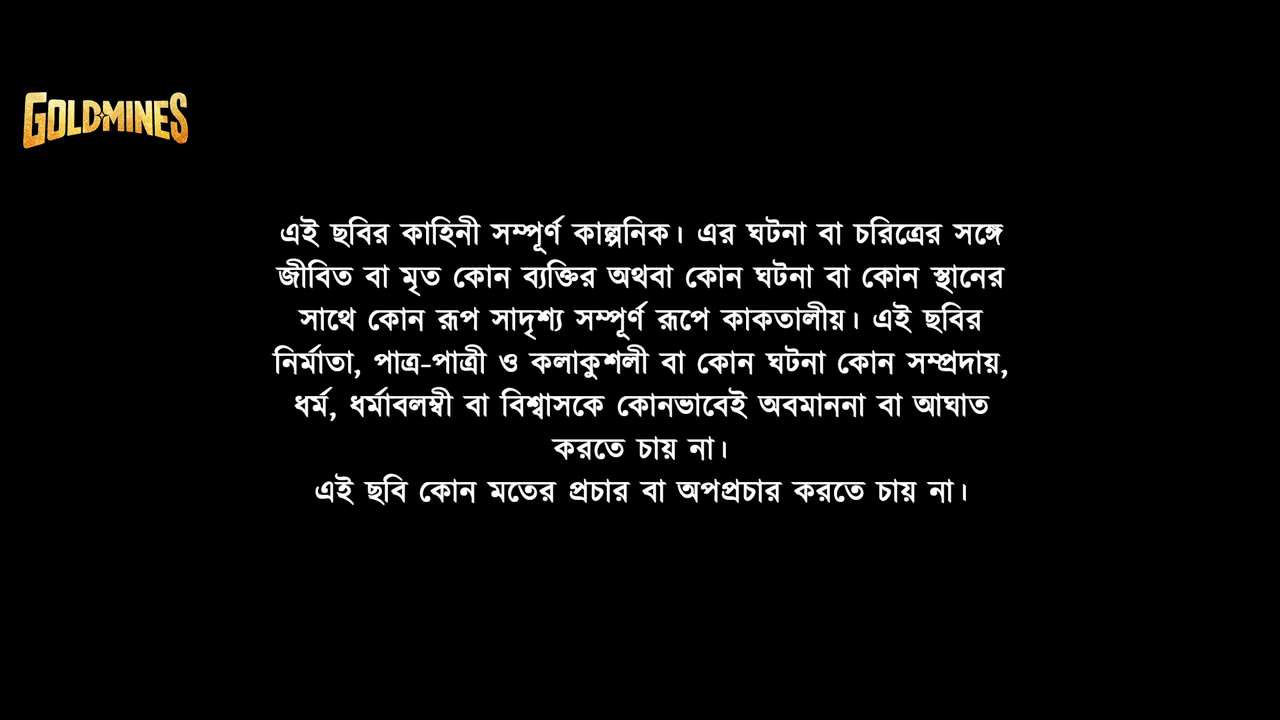 GOLDMINES
এই ছবির কাহিনী সম্পূর্ণ কাল্পনিক। এর ঘটনা বা চরিত্রের সঙ্গে
জীবিত বা মৃত কোন ব্যক্তির অথবা কোন ঘটনা বা কোন স্থানের
সাথে কোন রূপ সাদৃশ্য সম্পূর্ণ রূপে কাকতালীয়। এই ছবির
নির্মাতা, পাত্র-পাত্রী ও কলাকুশলী বা কোন ঘটনা কোন সম্প্রদায়,
ধর্ম, ধর্মাবলম্বী বা বিশ্বাসকে কোনভাবেই অবমাননা বা আঘাত
করতে চায় না।
এই ছবি কোন মতের প্রচার বা অপপ্রচার করতে চায় না।